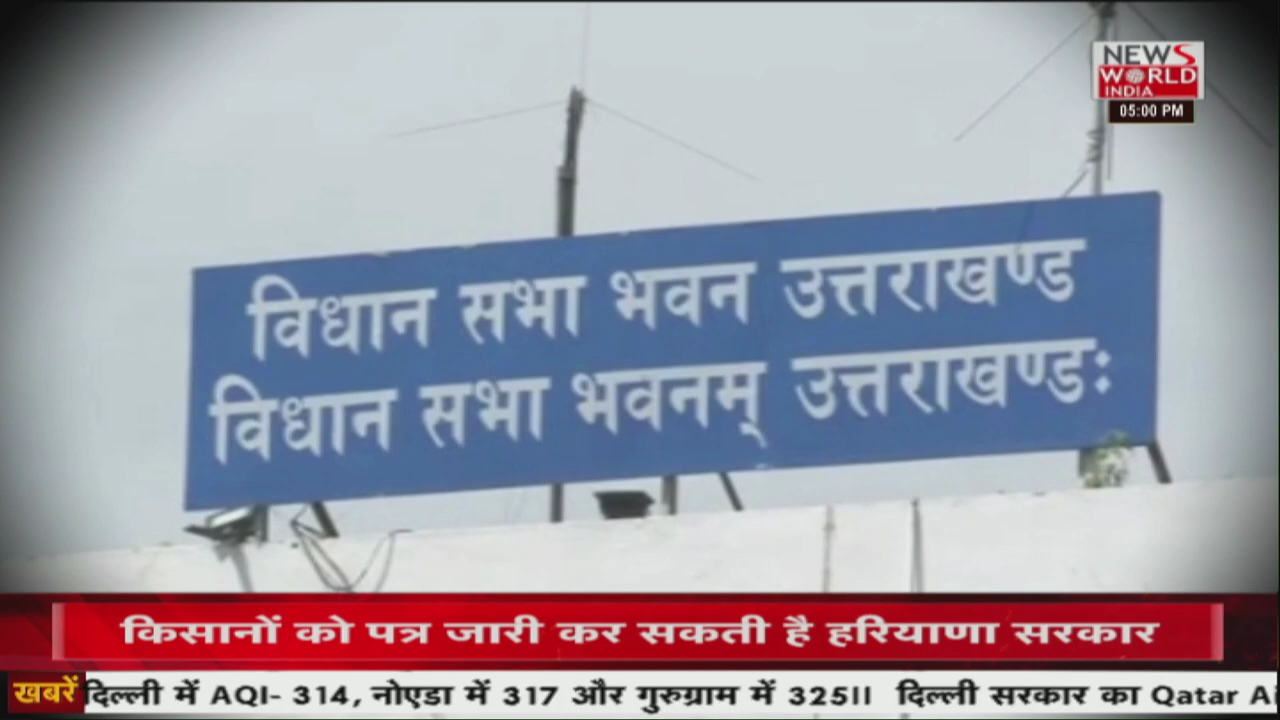 NEWS
WORLD
INDIA
05:00 PM
विधान सभा भवन उत्तराखण्ड
विधान सभा भवनम् उत्तराखण्डः
किसानों को पत्र जारी कर सकती है हरियाणा सरकार
खबरें दिल्ली में AQI- 314, नोएडा में 317 और गुरुग्राम में 325।। दिल्ली सरकार का Qatar